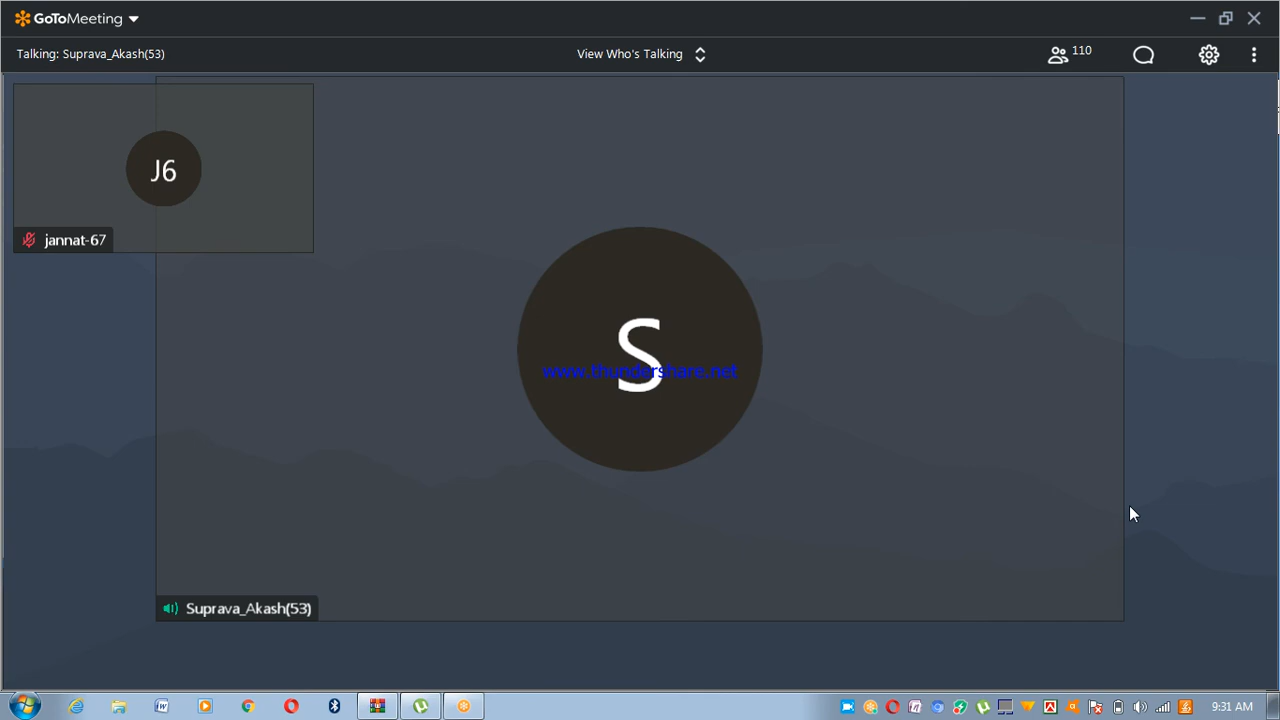 GoToMeeting
Talking: Suprava_Akash(53)
View Who's Talking
110
J6
jannat-67
S
www.thundershare.net
Suprava_Akash(53)
9:31 AM